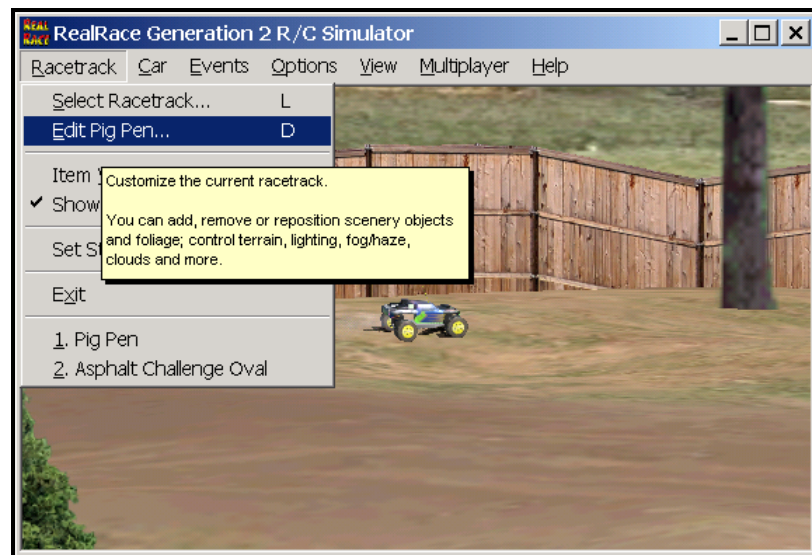 REAL RACE RealRace Generation 2 R/C Simulator
Racetrack Car Events Options View Multiplayer Help
Select Racetrack... L
Edit Pig Pen... D
Item
Customize the current racetrack.
Show
You can add, remove or reposition scenery objects
and foliage; control terrain, lighting, fog/haze,
clouds and more.
Set
Exit
1. Pig Pen
2. Asphalt Challenge Oval